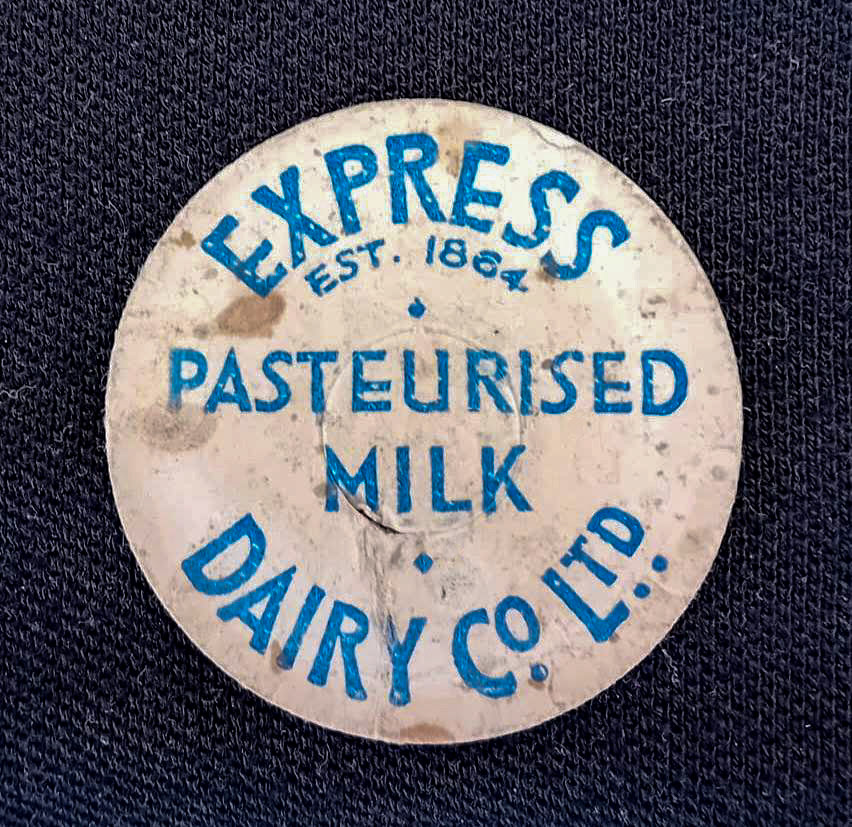 EXPRESS
EST. 1864
PASTEURISED
MILK
DAIRY Co. LTD.